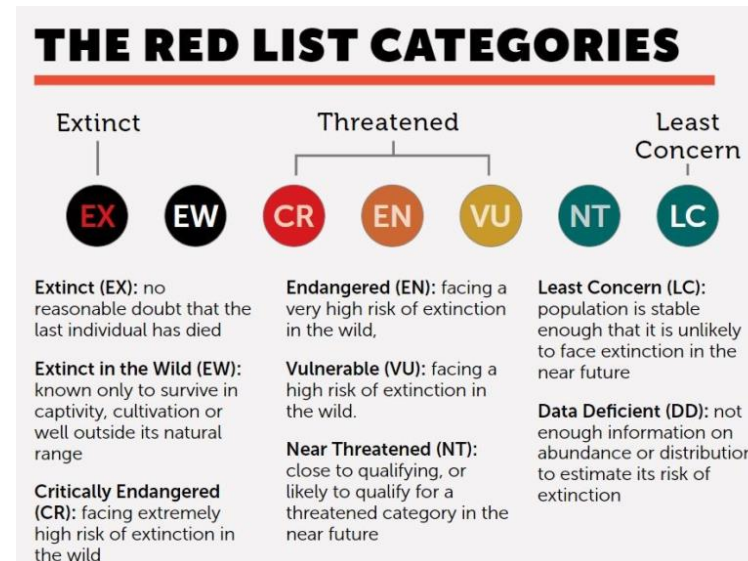 THE RED LIST CATEGORIES
Extinct
Threatened
Least
Concern
EX
EW
CR
EN
VU
NT
LC
Extinct (EX): no
reasonable doubt that the
last individual has died
Extinct in the Wild (EW):
known only to survive in
captivity, cultivation or
well outside its natural
range
Critically Endangered
(CR): facing extremely
high risk of extinction in
the wild
Endangered (EN): facing a
very high risk of extinction
in the wild,
Vulnerable (VU): facing a
high risk of extinction in
the wild.
Near Threatened (NT):
close to qualifying, or
likely to qualify for a
threatened category in the
near future
Least Concern (LC):
population is stable
enough that it is unlikely
to face extinction in the
near future
Data Deficient (DD): not
enough information on
abundance or distribution
to estimate its risk of
extinction